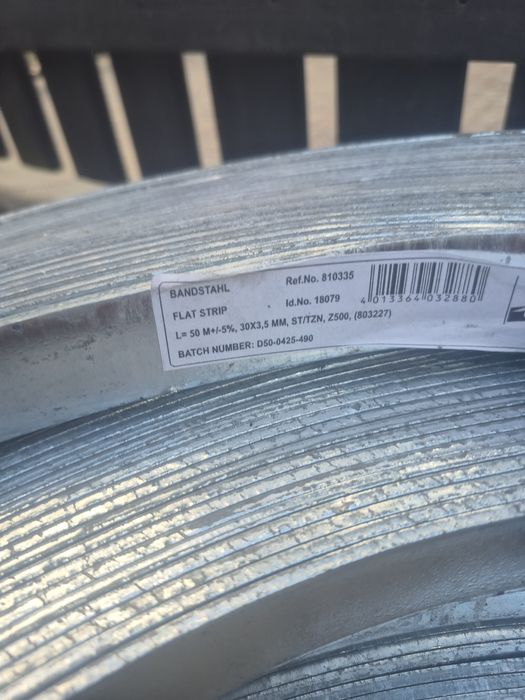 BANDSTAHL Ref.No. 810335
FLAT STRIP Id.No. 18079
4 013364 032880
L= 50 M+/-5%, 30X3,5 MM, ST/TZN, Z500, (803227)
BATCH NUMBER: D50-0425-490